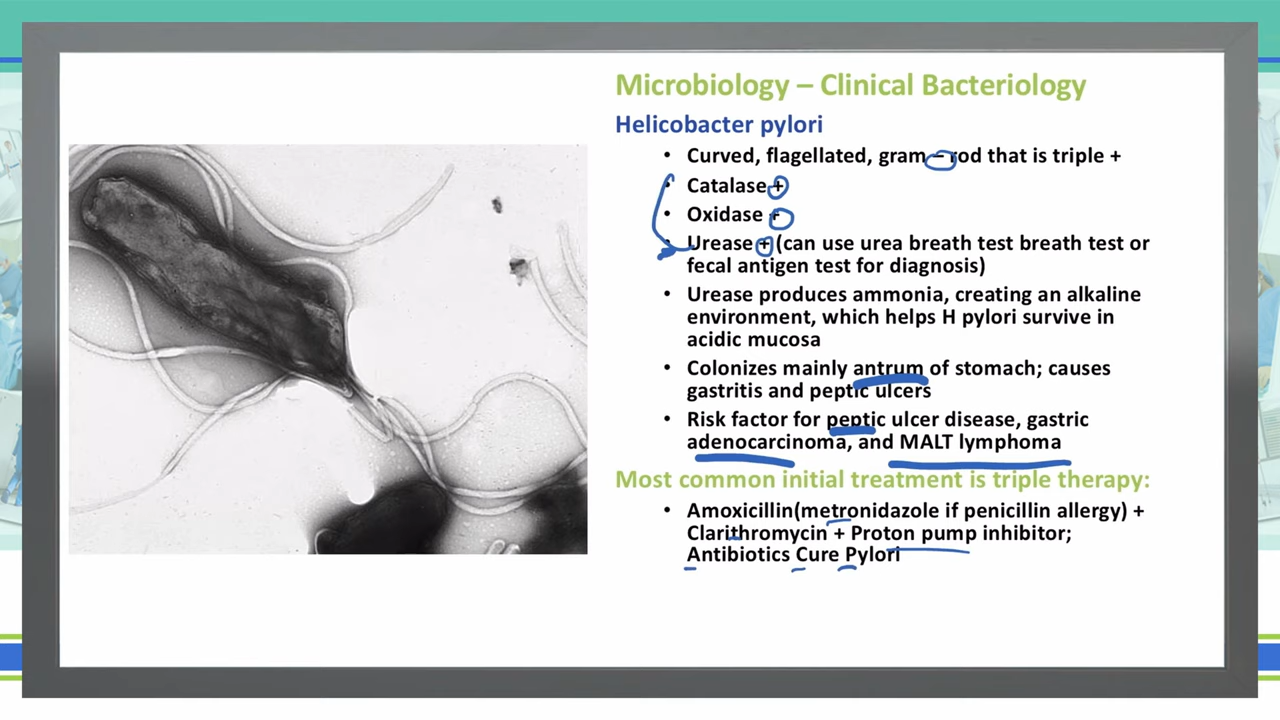 Microbiology – Clinical Bacteriology
Helicobacter pylori
• Curved, flagellated, gram – rod that is triple +
• Catalase +
• Oxidase +
• Urease + (can use urea breath test breath test or
fecal antigen test for diagnosis)
• Urease produces ammonia, creating an alkaline
environment, which helps H pylori survive in
acidic mucosa
• Colonizes mainly antrum of stomach; causes
gastritis and peptic ulcers
• Risk factor for peptic ulcer disease, gastric
adenocarcinoma, and MALT lymphoma
Most common initial treatment is triple therapy:
• Amoxicillin(metronidazole if penicillin allergy) +
Clarithromycin + Proton pump inhibitor;
Antibiotics Cure Pylori